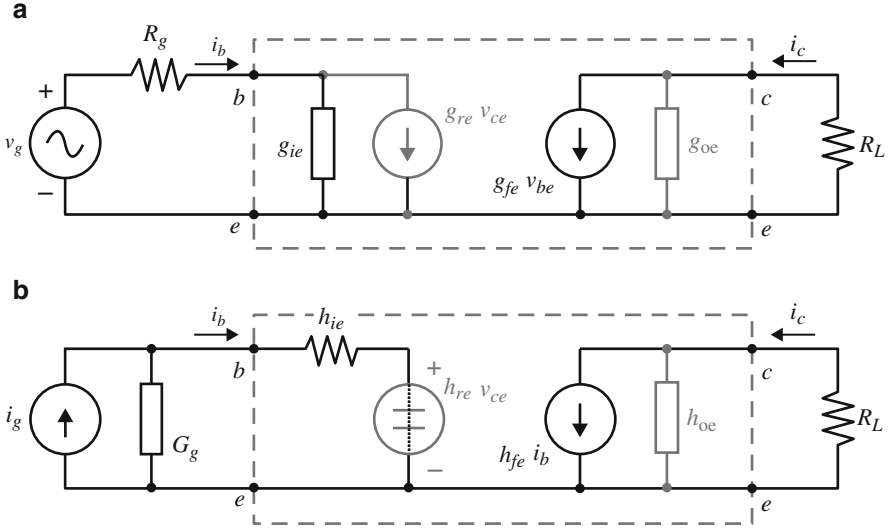 a
R_g
i_b
i_c
b
c
+
v_g
−
g_ie
g_re v_ce
g_fe v_be
g_oe
R_L
e
e
b
i_b
h_ie
i_c
b
c
+
i_g
G_g
h_re v_ce
−
h_fe i_b
h_oe
R_L
e
e